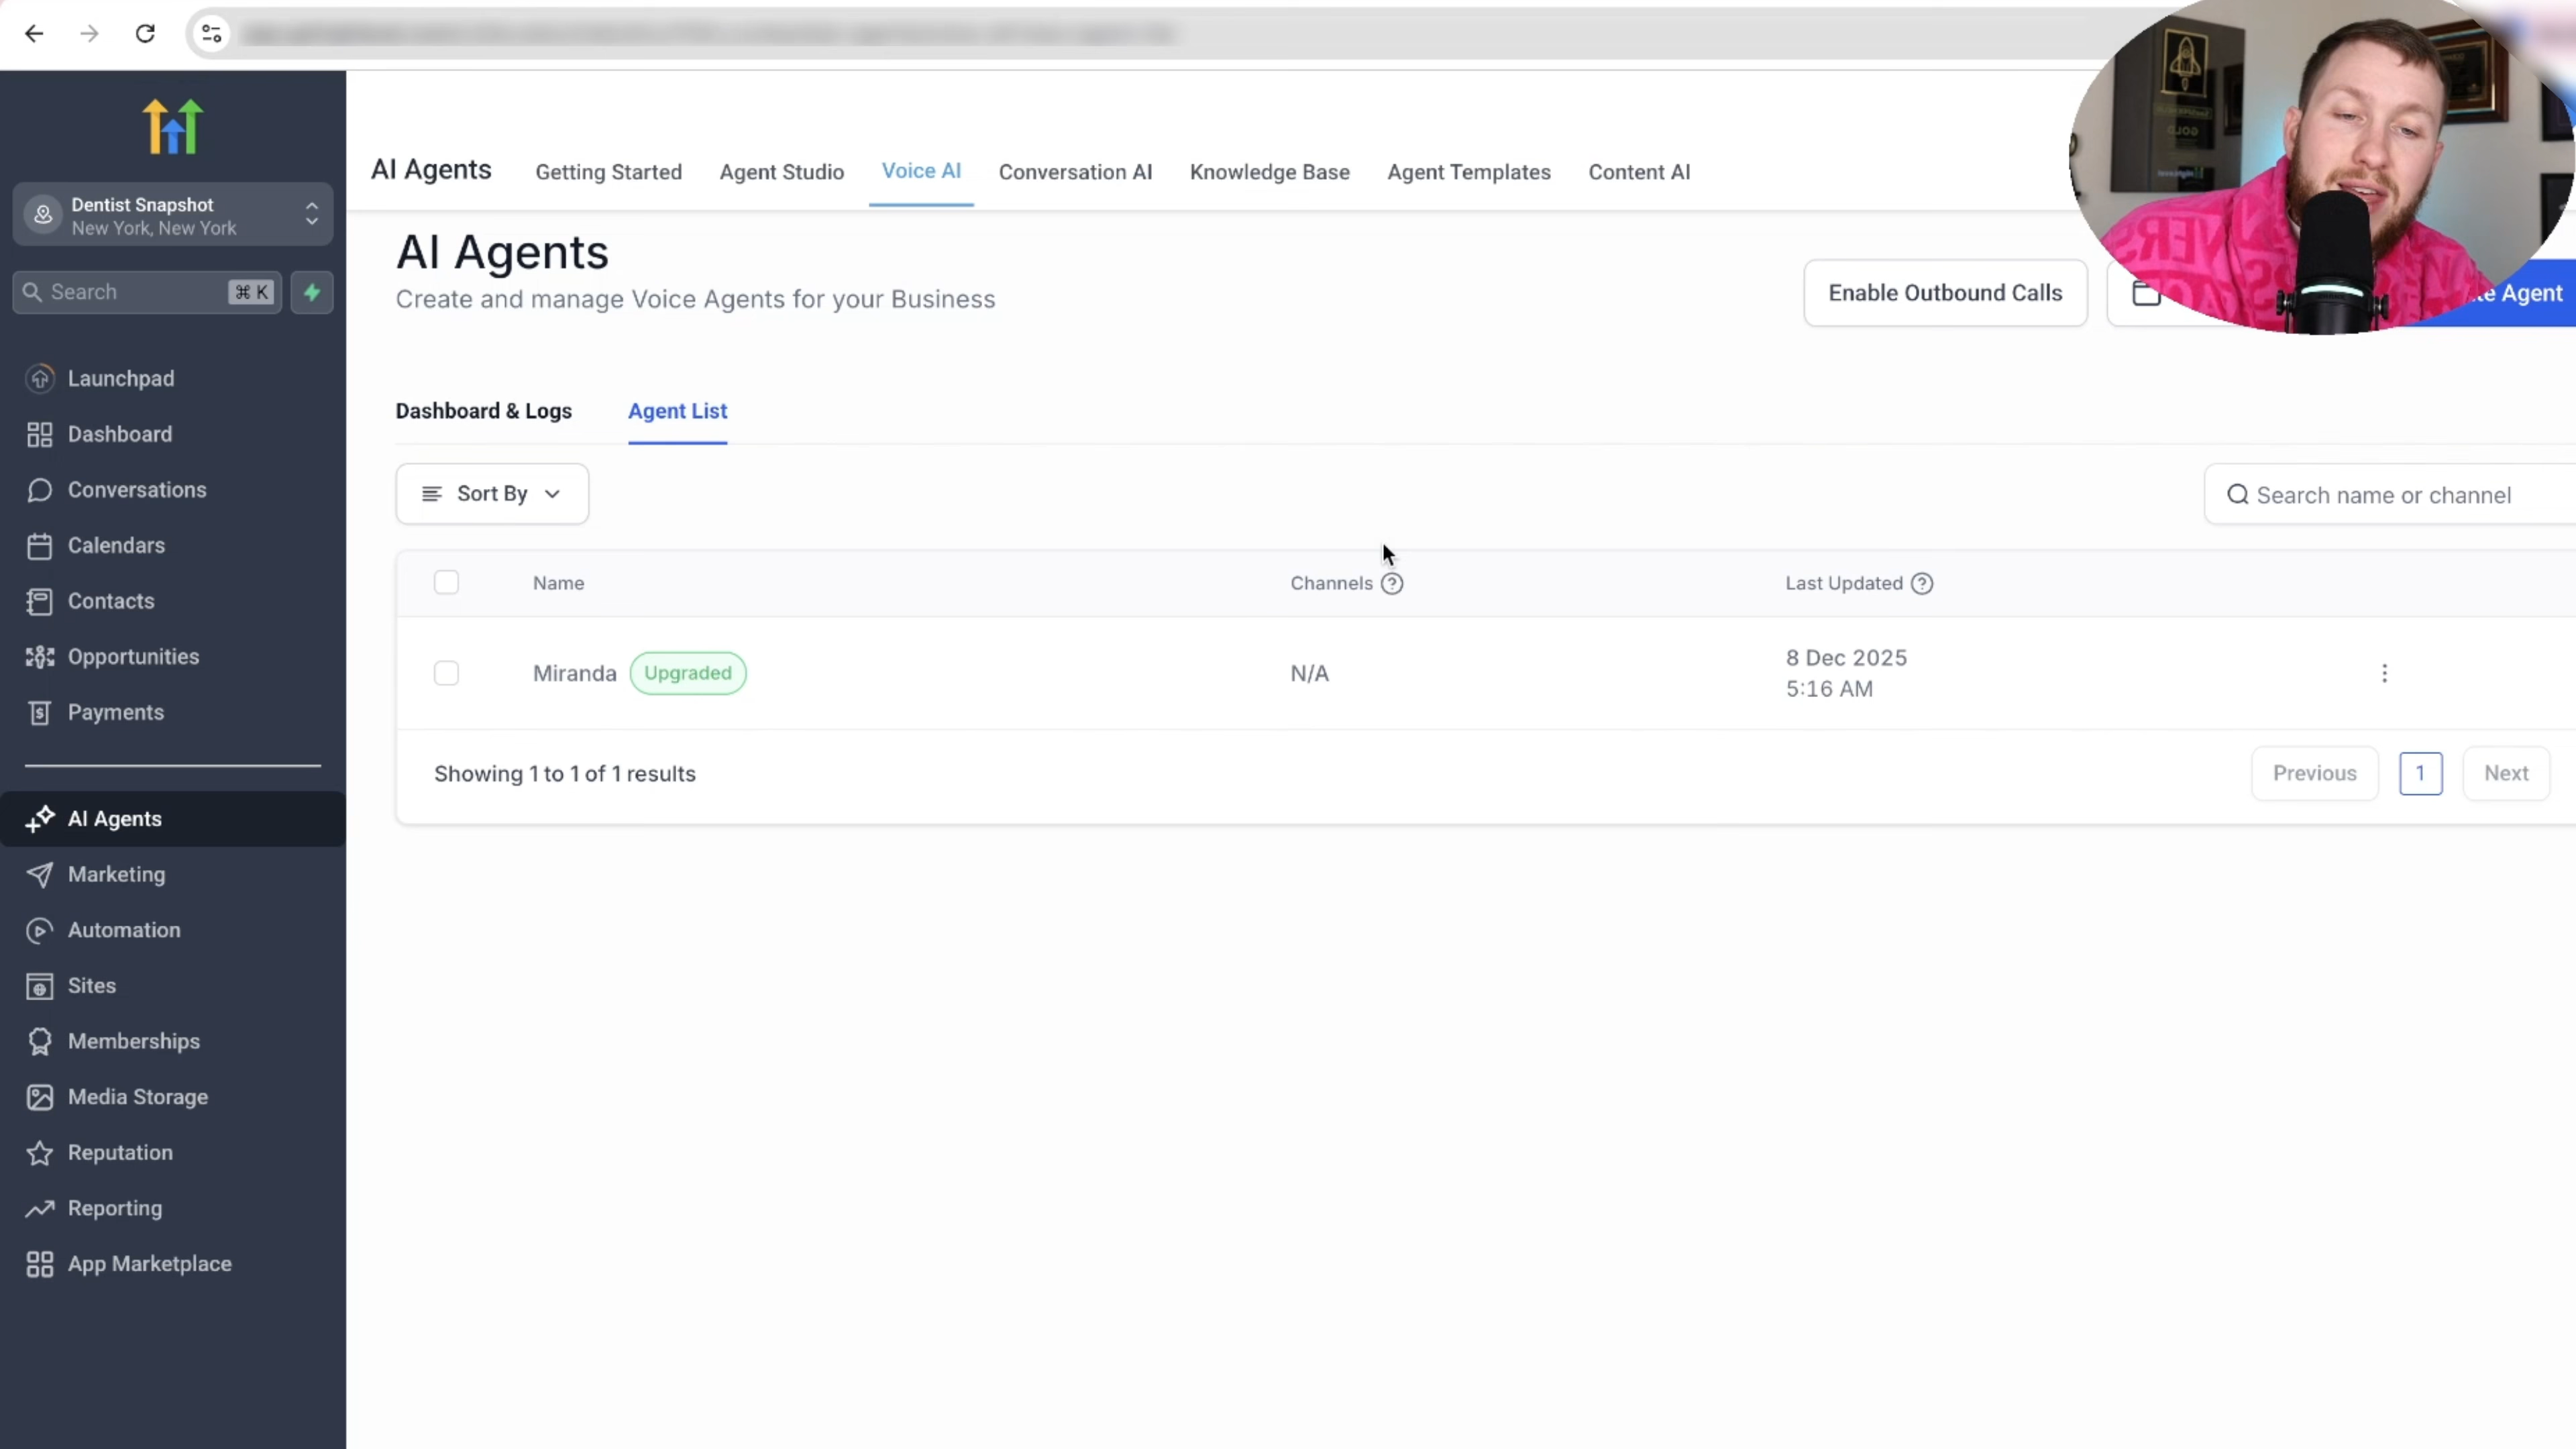 Dentist Snapshot
New York, New York
Search
⌘ K
Launchpad
Dashboard
Conversations
Calendars
Contacts
Opportunities
Payments
AI Agents
Marketing
Automation
Sites
Memberships
Media Storage
Reputation
Reporting
App Marketplace
AI Agents Getting Started Agent Studio Voice AI Conversation AI Knowledge Base Agent Templates Content AI
AI Agents
Create and manage Voice Agents for your Business
Enable Outbound Calls
Agent
Dashboard & Logs Agent List
Sort By
Search name or channel
Name Channels Last Updated
Miranda Upgraded N/A 8 Dec 2025
5:16 AM
Showing 1 to 1 of 1 results
Previous 1 Next
GOLD